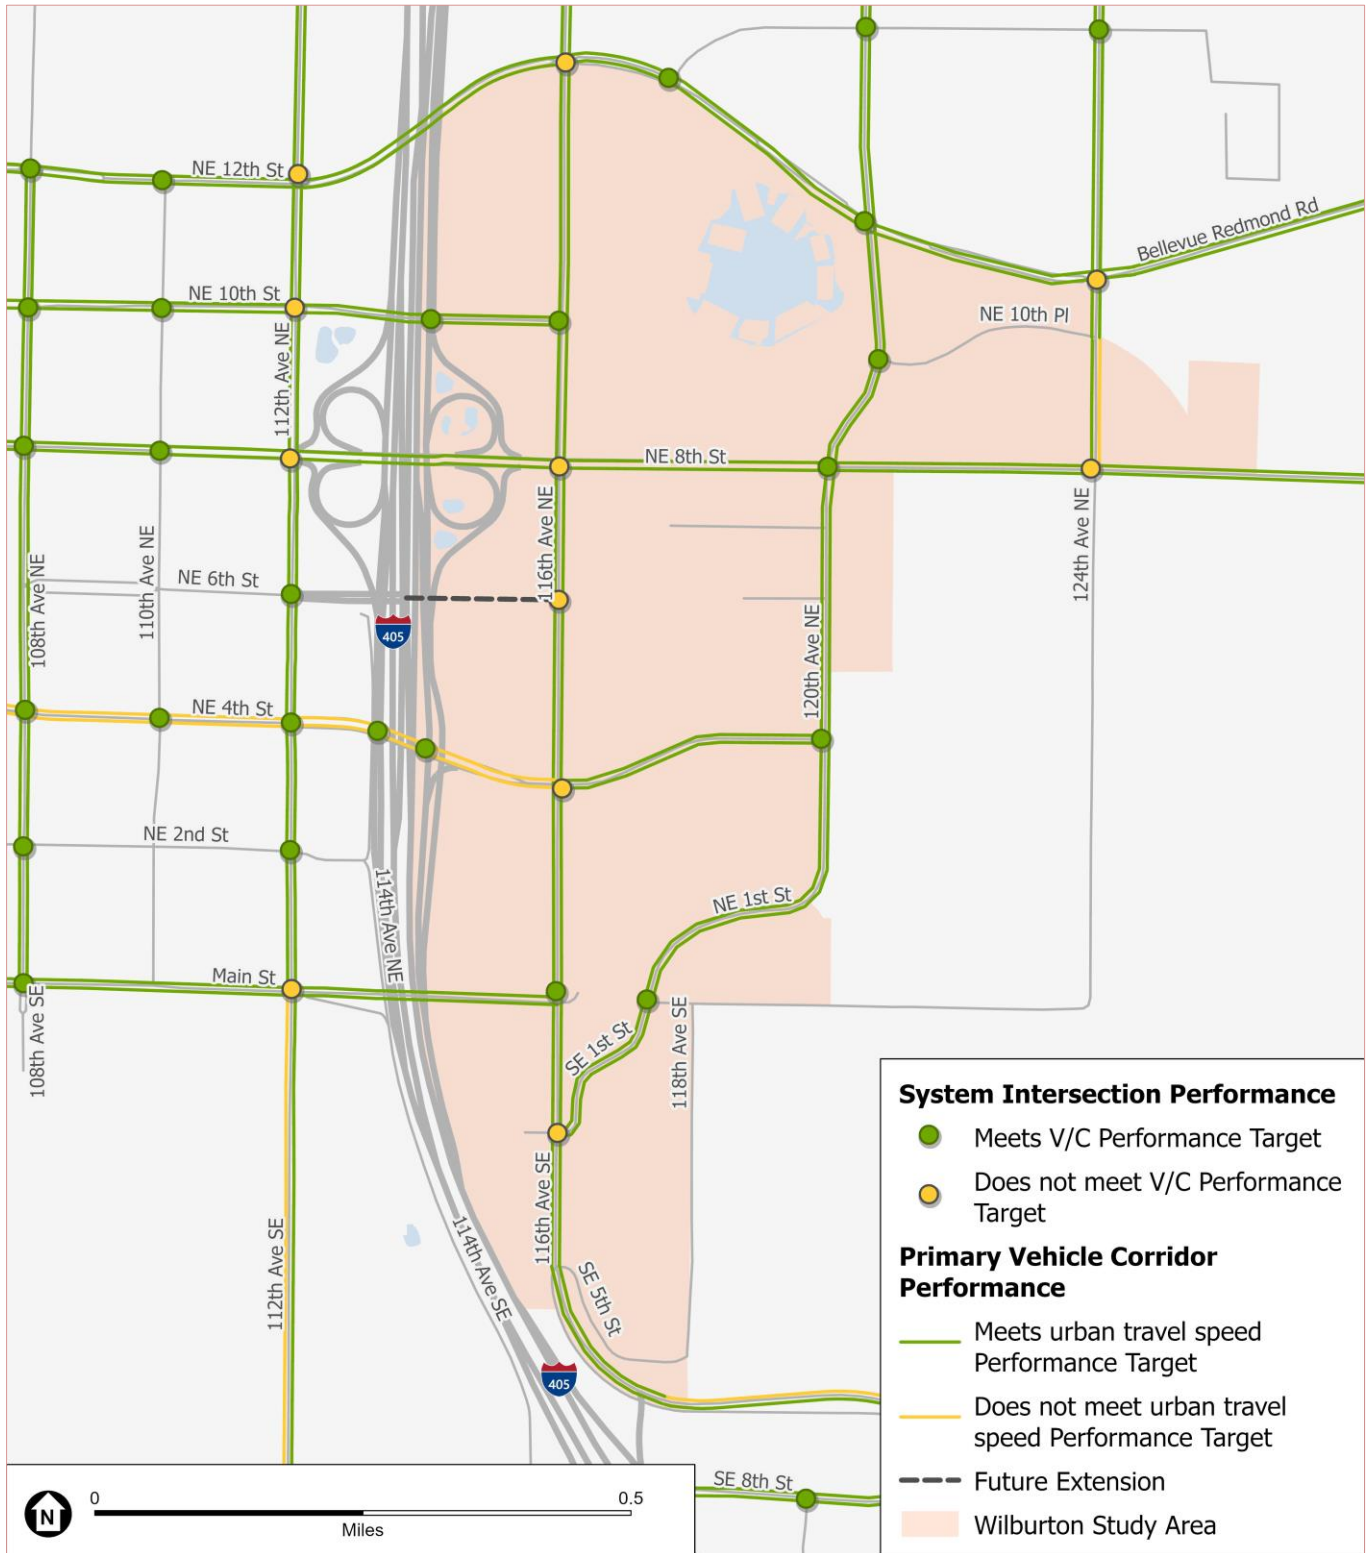 NE 12th St
Bellevue Redmond Rd
NE 10th St
NE 10th Pl
112th Ave NE
NE 8th St
116th Ave NE
124th Ave NE
108th Ave NE
110th Ave NE
NE 6th St
405
120th Ave NE
NE 4th St
NE 2nd St
114th Ave NE
NE 1st St
Main St
108th Ave SE
SE 1st St
118th Ave SE
116th Ave SE
112th Ave SE
114th Ave SE
SE 5th St
405
SE 8th St
System Intersection Performance
Meets V/C Performance Target
Does not meet V/C Performance
Target
Primary Vehicle Corridor
Performance
Meets urban travel speed
Performance Target
Does not meet urban travel
speed Performance Target
Future Extension
Wilburton Study Area
N
0
0.5
Miles